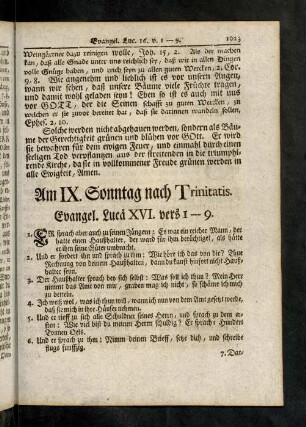 Evangel. Luc. 16. v. 1 — 9. 1023
Weingärtner dazu reinigen wolle, Joh. 15, 2. Als der machen
kan, daß alle Gnade unter uns reichlich sey, daß wir in allen Dingen
volle Gnüge haben, und reich seyn zu allen guten Wercken, 2. Cor.
9, 8. Wie angenehm und lieblich ist es vor unsern Augen,
wann wir sehen, daß unsere Bäume viele Früchte tragen,
und damit wohl geladen seyn! Eben so ist es auch mit uns
vor GOTT, der die Seinen schafft zu guten Wercken, zu
welchen er sie zuvor bereitet hat, daß sie darinnen wandeln sollen,
Ephes. 2, 10.
Solche werden nicht abgehauen werden, sondern als Bäu-
me der Gerechtigkeit grünen und blühen vor GOtt. Er wird
sie bewahren für dem ewigen Feuer, und einmahl durch einen
seeligen Tod verpflantzen aus der streitenden in die triumphi-
rende Kirche, da sie in vollkommener Freude grünen werden in
alle Ewigkeit, Amen.
Am IX. Sonntag nach Trinitatis.
Evangel. Lucä XVI. vers 1 — 9.
1. ER sprach aber auch zu seinen Jüngern: Es war ein reicher Mann, der
hatte einen Haushalter, der ward für ihm berüchtiget, als hätte
er ihm seine Güter umbracht.
2. Und er fordert ihn und sprach zu ihm: Wie höre ich das von dir? Thue
Rechnung von deinem Haushalten, dann du kanst hinfort nicht Haus-
halter seyn.
3. Der Haushalter sprach bey sich selbst: Was soll ich thun? Mein Herr
nimmt das Amt von mir, graben mag ich nicht, so schäme ich
mich zu betteln.
4. Ich weiß wol, was ich thun will, wann ich nun von dem Amt gesetzt werde,
daß sie mich in ihre Häuser nehmen.
5. Und er rieff zu sich alle Schuldner seines Herrn, und sprach zu dem er-
sten: Wie viel bist du meinem Herrn schuldig? Er sprach: Hundert
Tonnen Oels.
6. Und er sprach zu ihm: Nimm deinen Brieff, setze dich, und schreibe
flugs funffzig.
7. Dar-